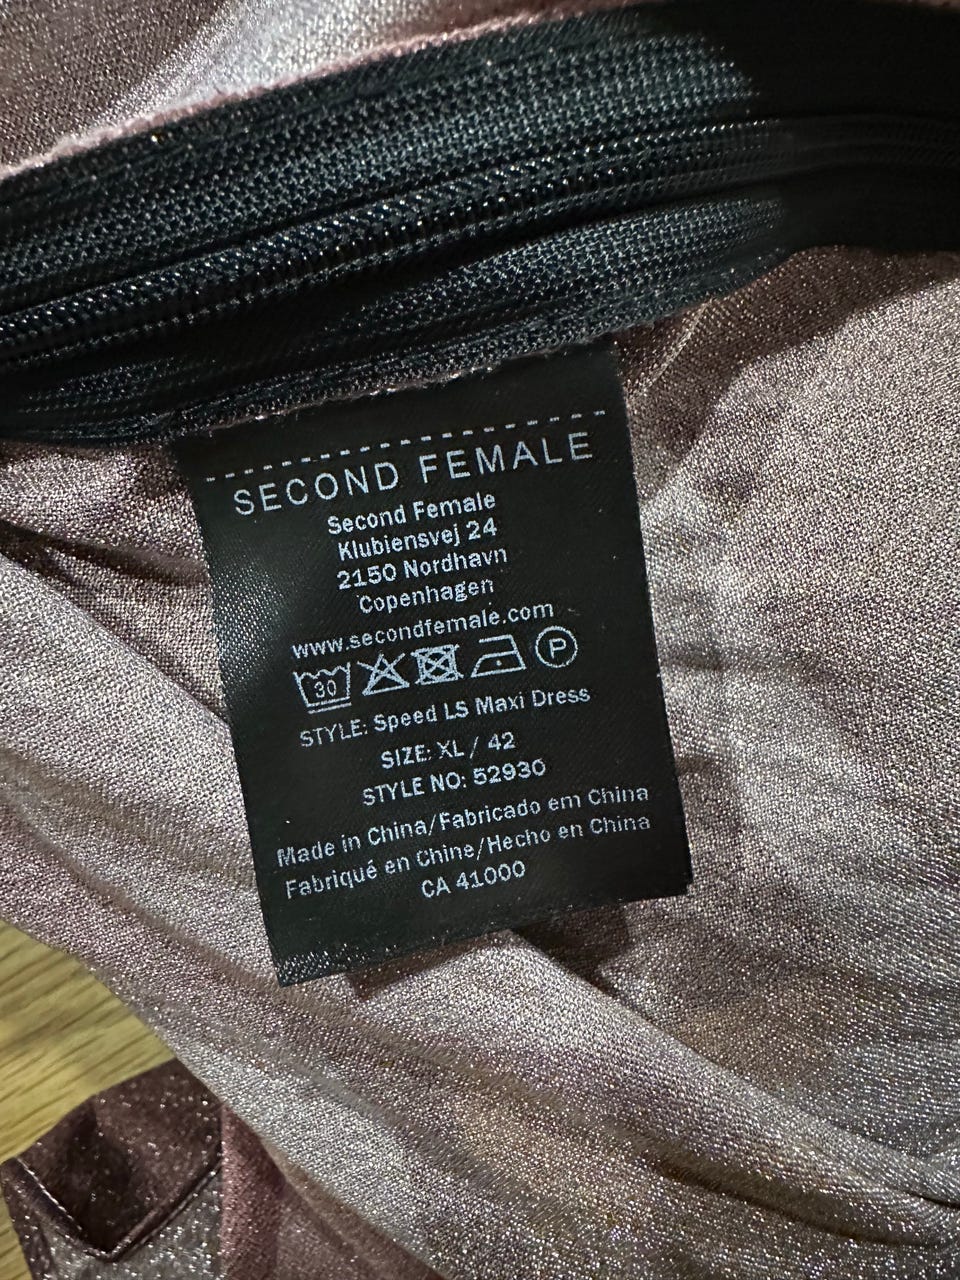 SECOND FEMALE
Second Female
Klubiensvej 24
2150 Nordhavn
Copenhagen
www.secondfemale.com
30 P
STYLE: Speed LS Maxi Dress
SIZE: XL / 42
STYLE NO: 52930
Made in China/Fabricado em China
Fabriqué en Chine/Hecho en China
CA 41000